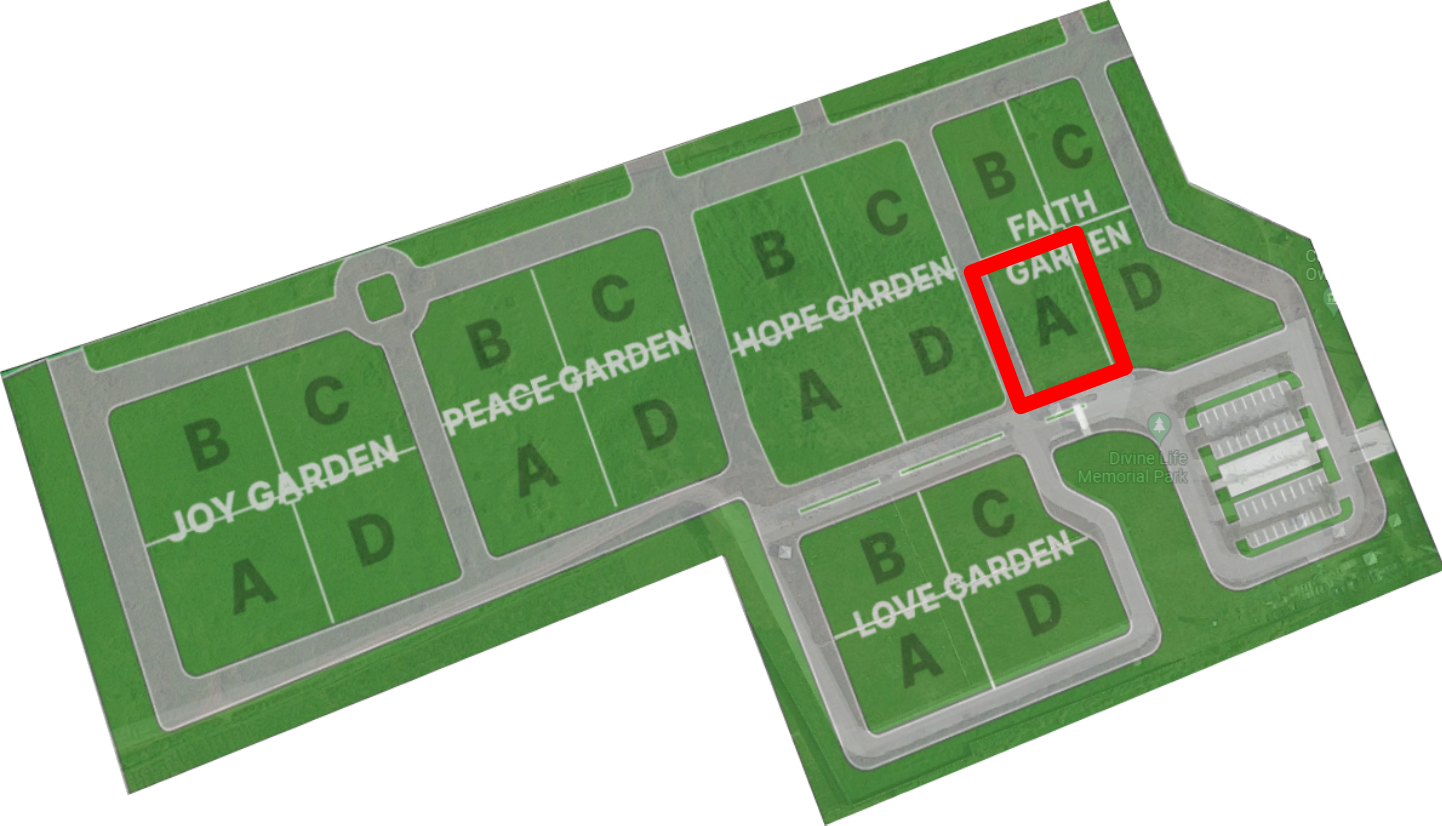 B C
FAITH
GARDEN
A D
B C
HOPE GARDEN
A D
B C
PEACE GARDEN
A D
B C
JOY GARDEN
A D
B C
LOVE GARDEN
A D
Divine Life
Memorial Park